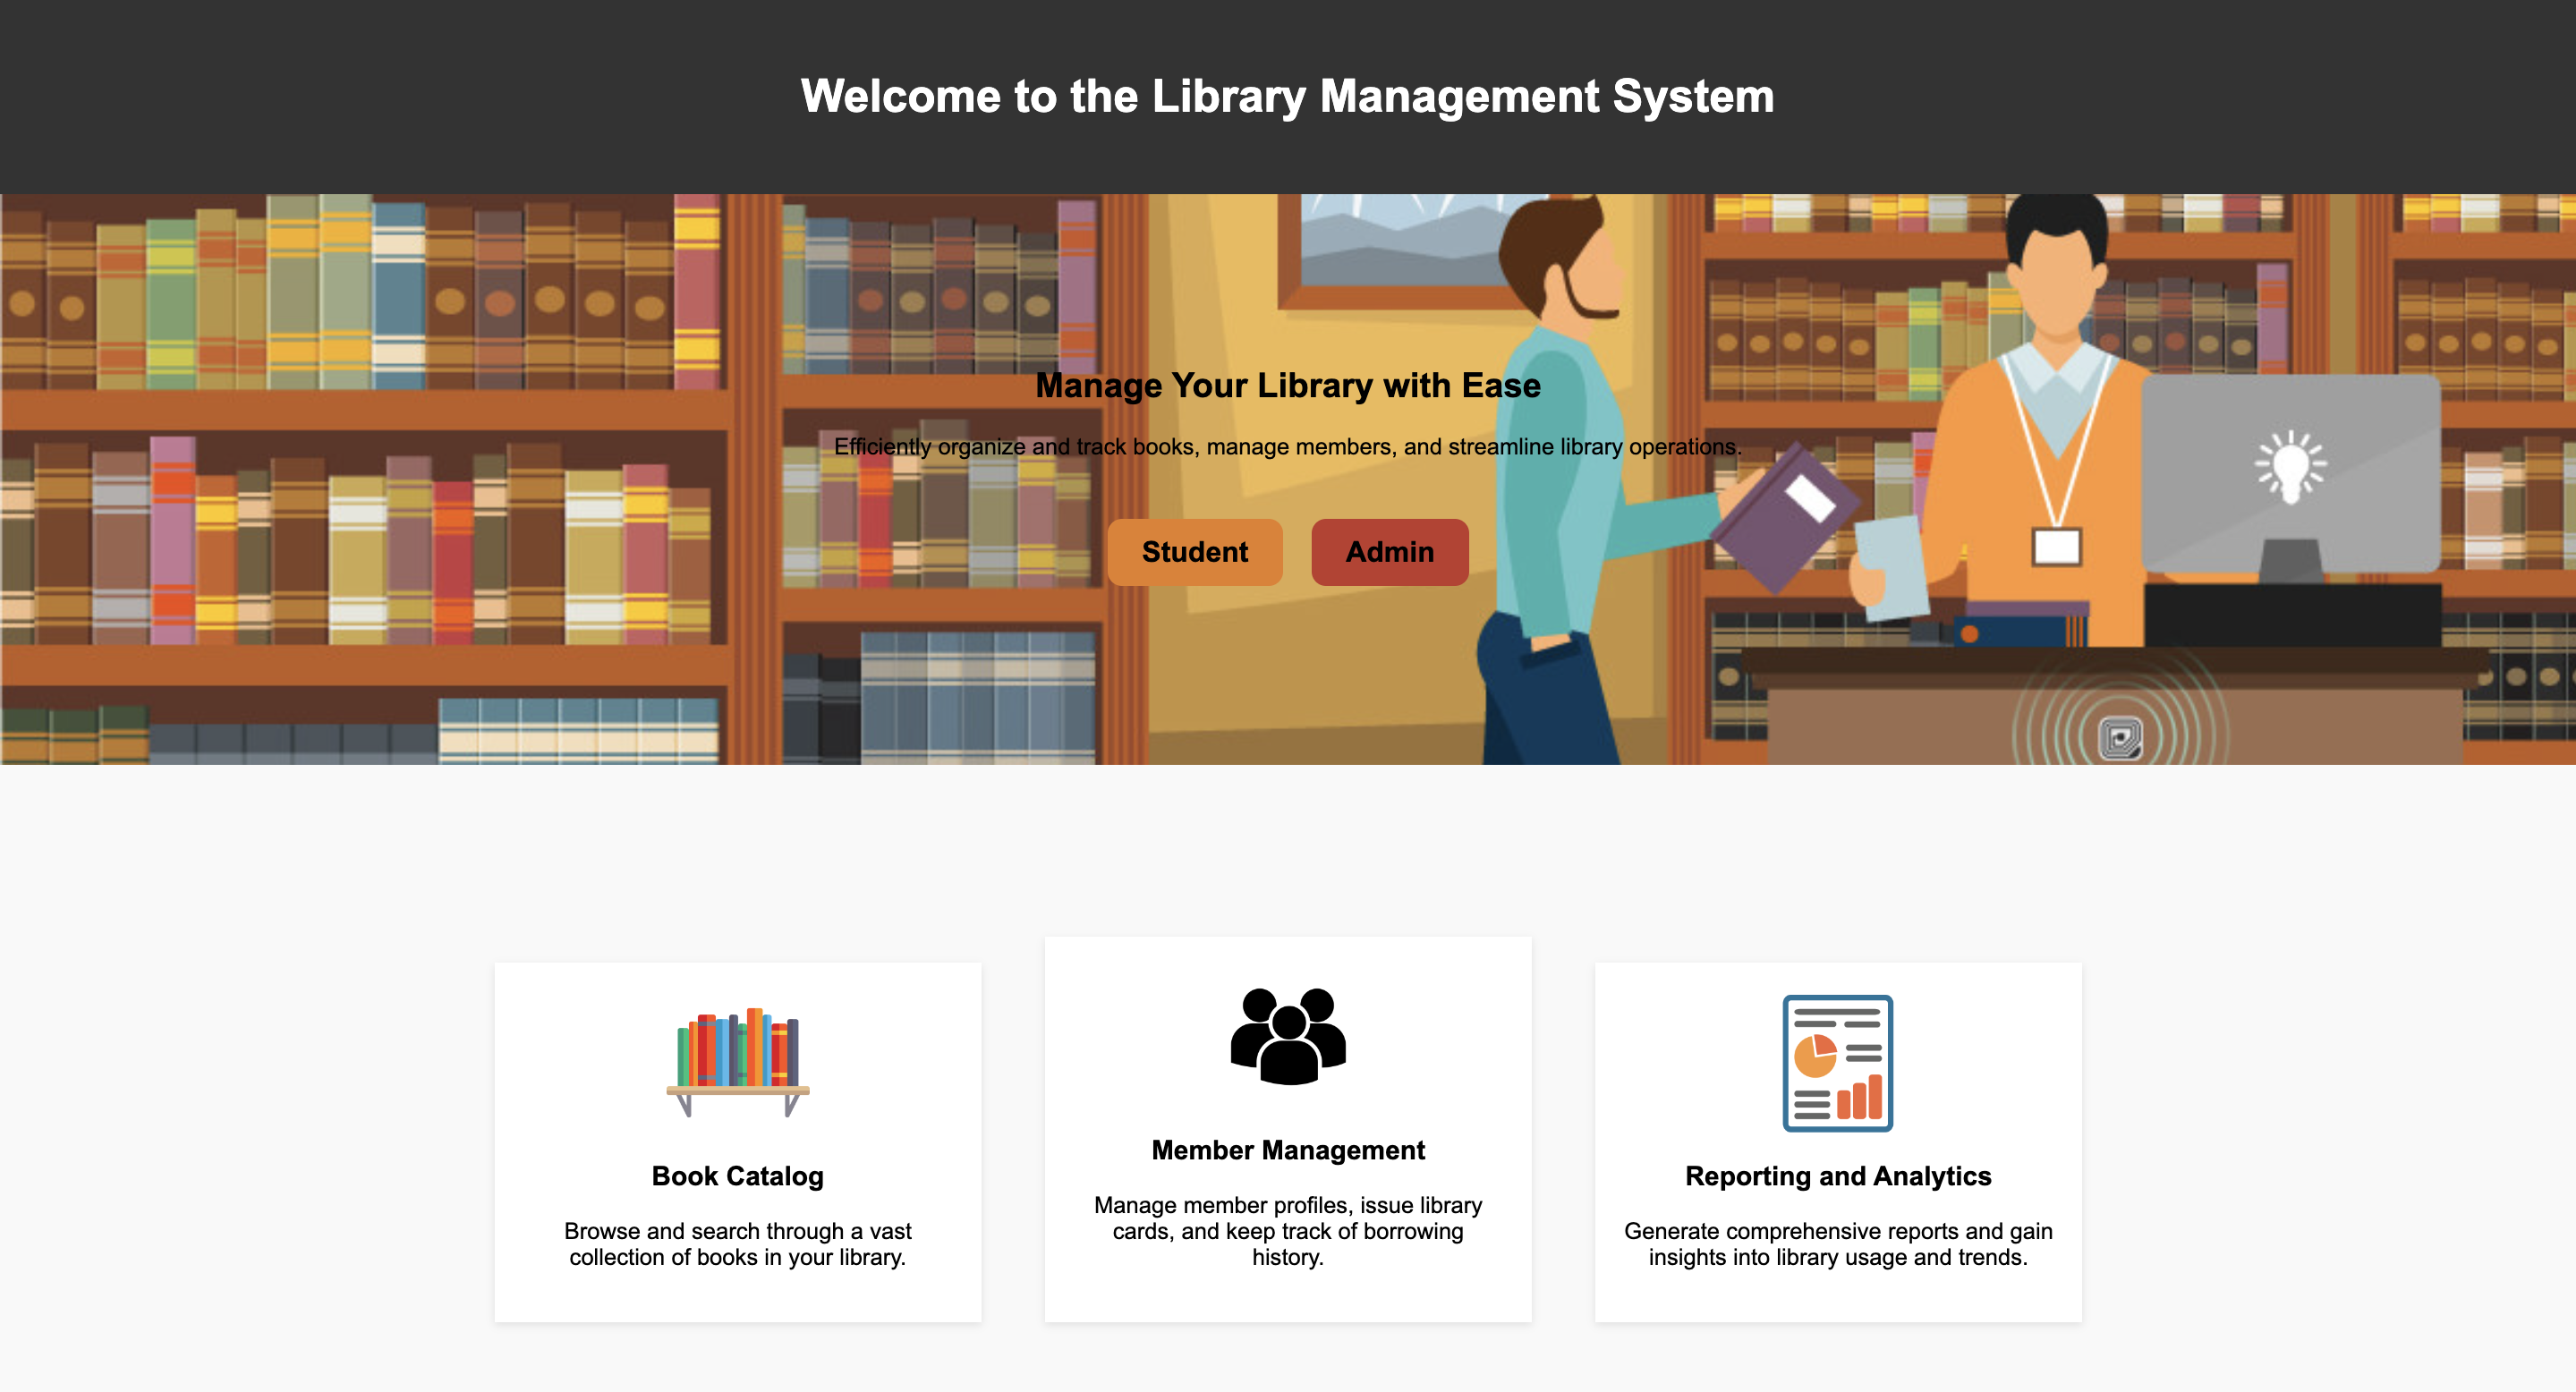 Welcome to the Library Management System
Manage Your Library with Ease
Efficiently organize and track books, manage members, and streamline library operations.
Student
Admin
Book Catalog
Browse and search through a vast
collection of books in your library.
Member Management
Manage member profiles, issue library
cards, and keep track of borrowing
history.
Reporting and Analytics
Generate comprehensive reports and gain
insights into library usage and trends.